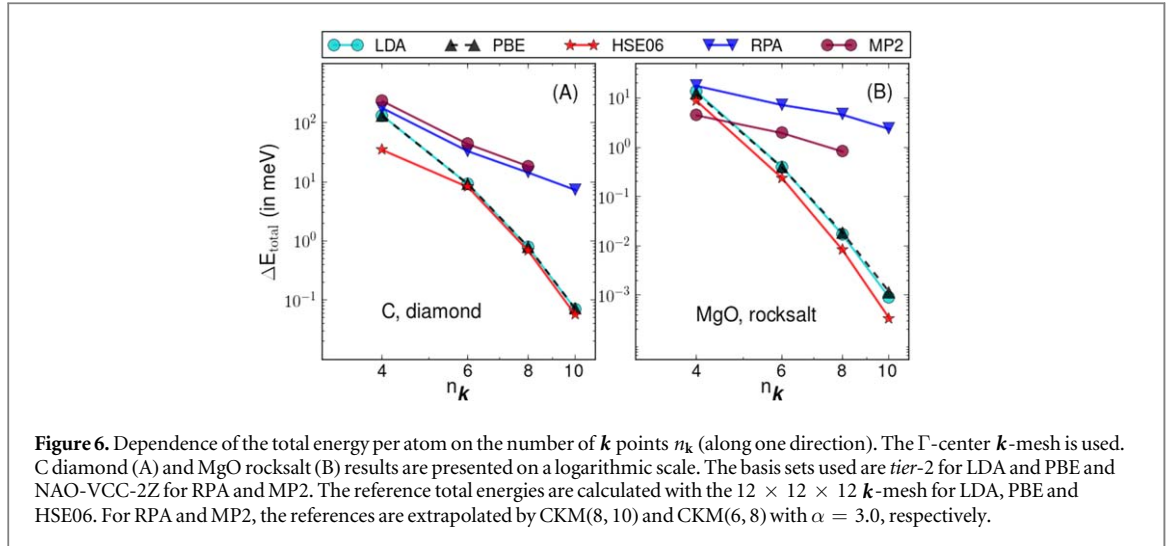 LDA PBE HSE06 RPA MP2
(A) (B)
ΔE_total (in meV)
10^2
10^1
10^0
10^-1
10^1
10^0
10^-1
10^-2
10^-3
C, diamond
MgO, rocksalt
4 6 8 10
4 6 8 10
n_k
n_k
Figure 6. Dependence of the total energy per atom on the number of k points n_k (along one direction). The Γ-center k-mesh is used.
C diamond (A) and MgO rocksalt (B) results are presented on a logarithmic scale. The basis sets used are tier-2 for LDA and PBE and
NAO-VCC-2Z for RPA and MP2. The reference total energies are calculated with the 12 × 12 × 12 k-mesh for LDA, PBE and
HSE06. For RPA and MP2, the references are extrapolated by CKM(8, 10) and CKM(6, 8) with α = 3.0, respectively.